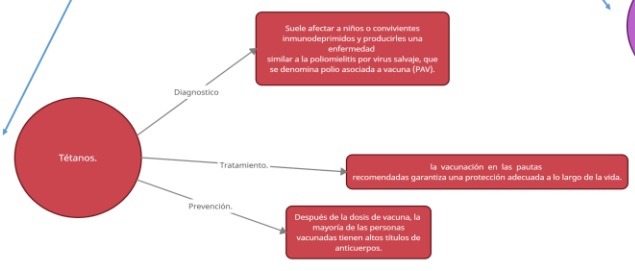 Suele afectar a niños o convivientes
inmunodeprimidos y producirles una
enfermedad
similar a la poliomielitis por virus salvaje, que
se denomina polio asociada a vacuna (PAV).
Diagnostico
Tétanos.
Tratamiento.
la vacunación en las pautas
recomendadas garantiza una protección adecuada a lo largo de la vida.
Prevención.
Después de la dosis de vacuna, la
mayoría de las personas
vacunadas tienen altos títulos de
anticuerpos.